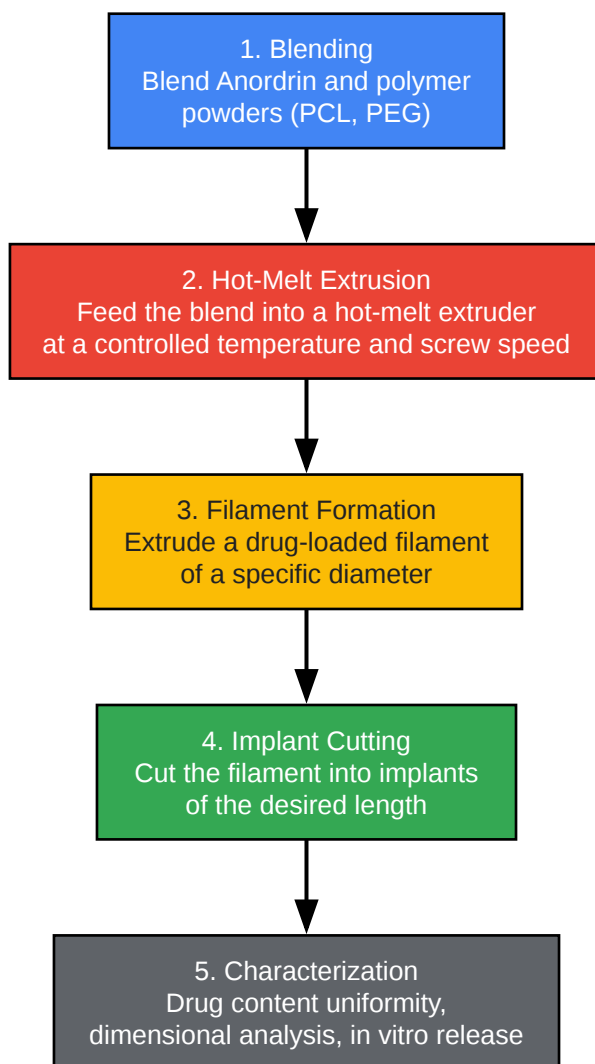 1. Blending
Blend Anordrin and polymer
powders (PCL, PEG)
2. Hot-Melt Extrusion
Feed the blend into a hot-melt extruder
at a controlled temperature and screw speed
3. Filament Formation
Extrude a drug-loaded filament
of a specific diameter
4. Implant Cutting
Cut the filament into implants
of the desired length
5. Characterization
Drug content uniformity,
dimensional analysis, in vitro release